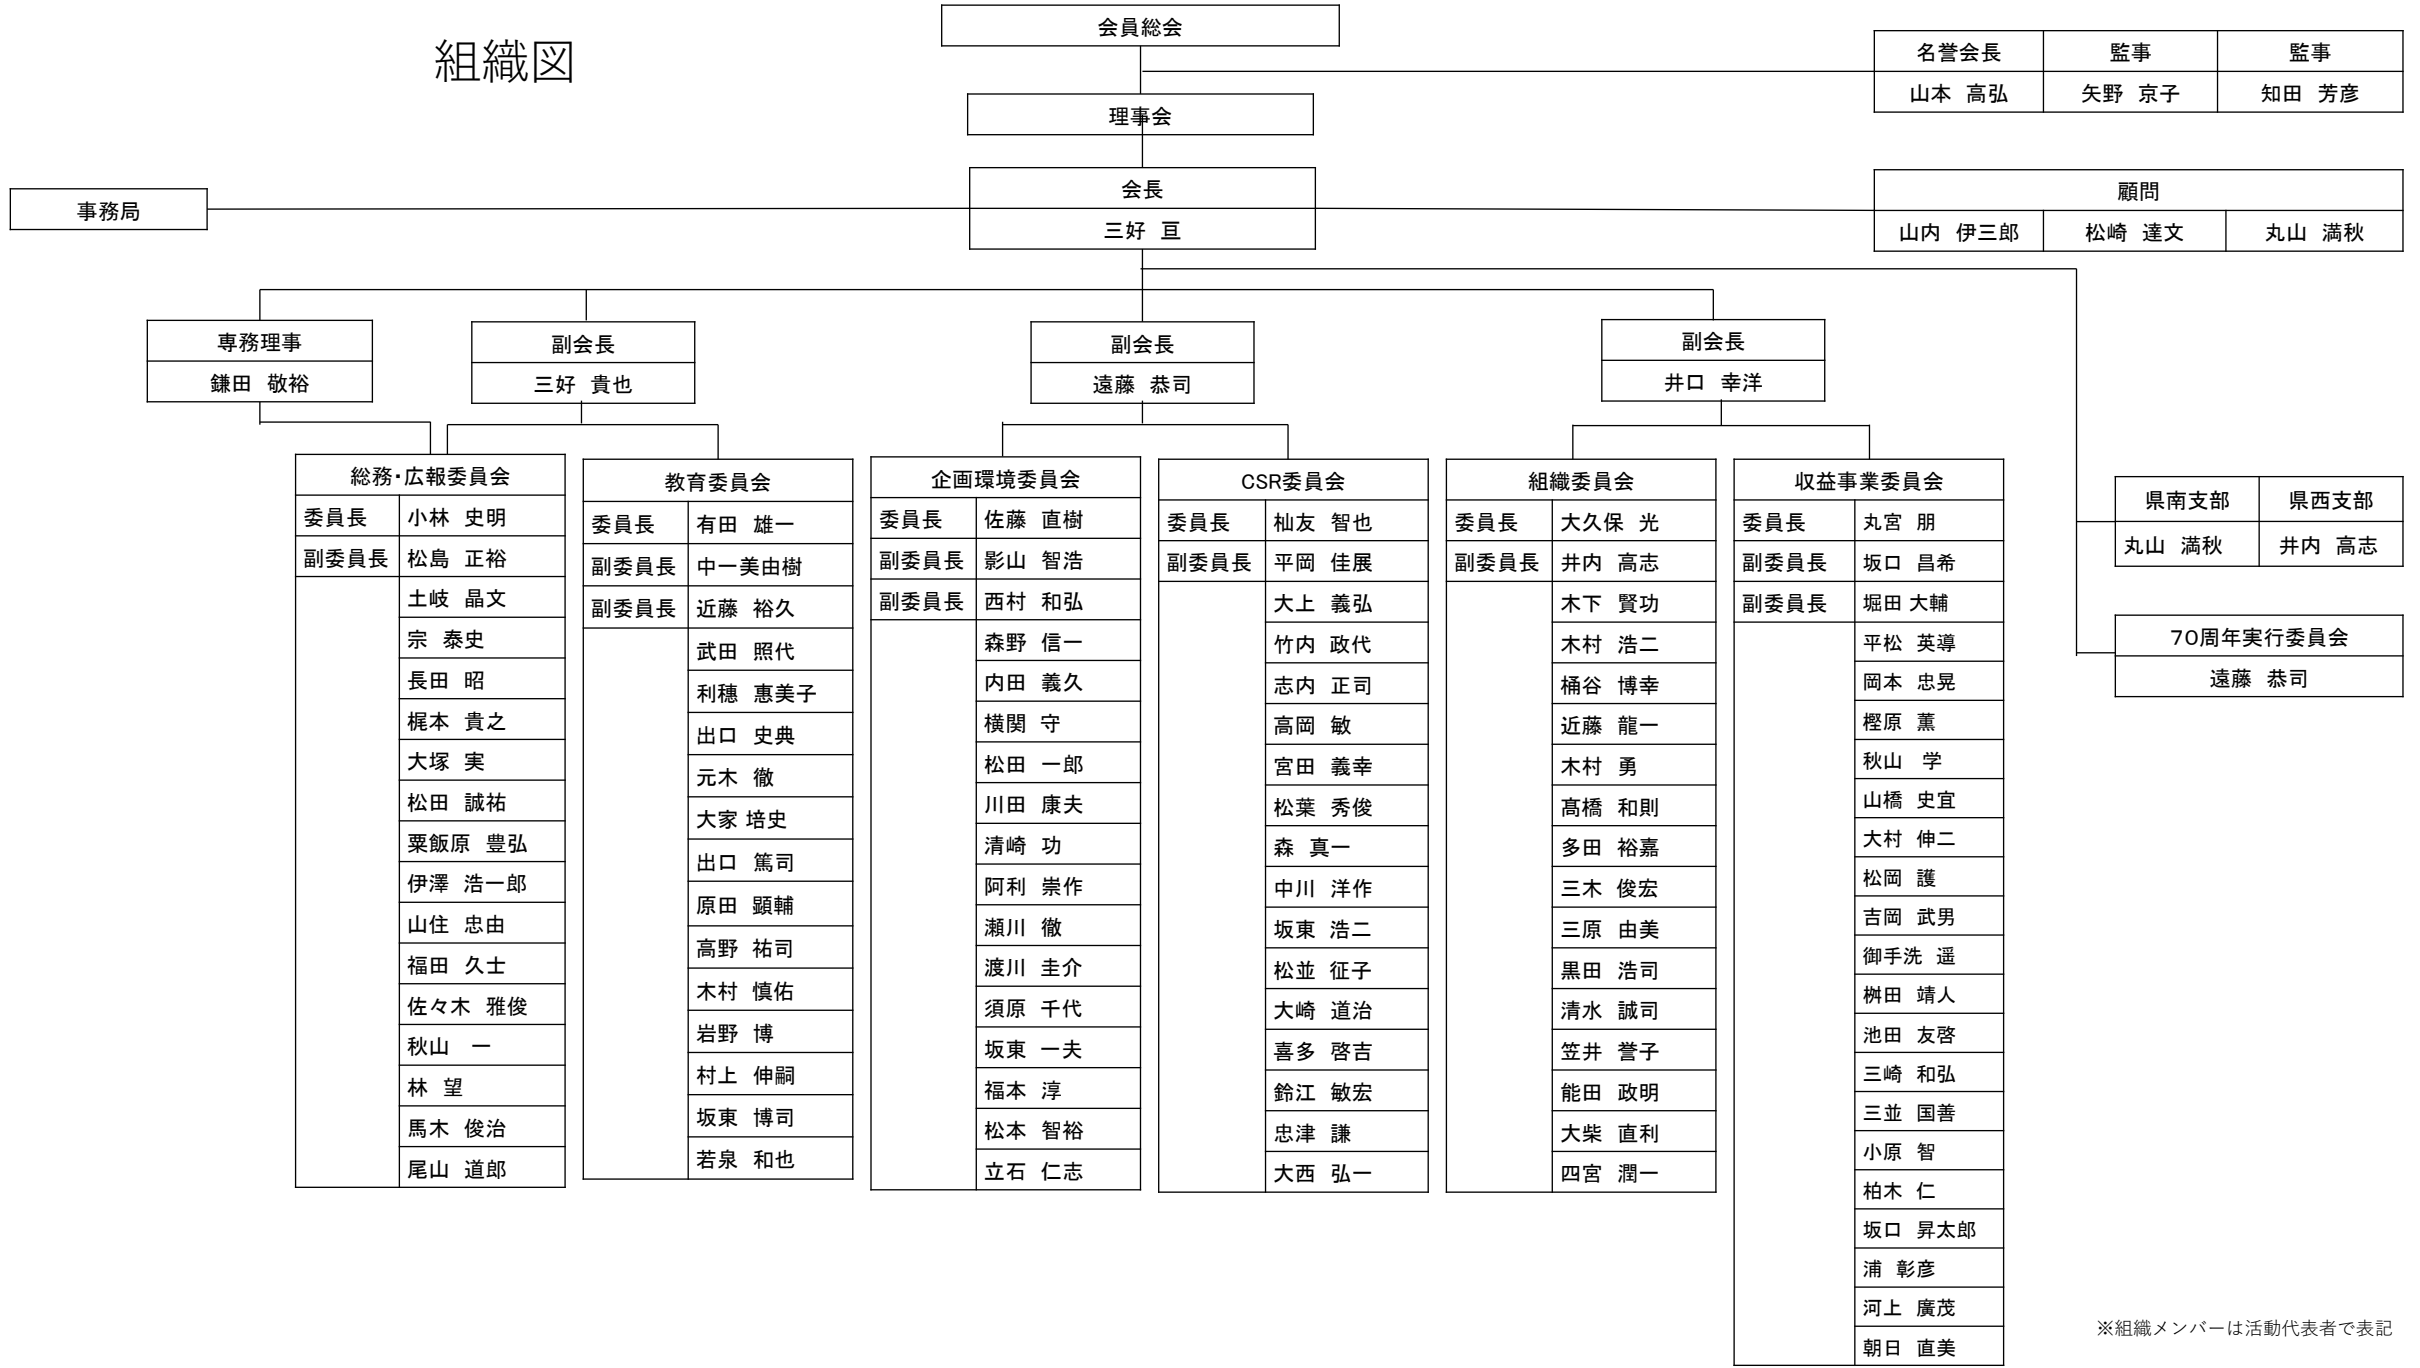 組織図
会員総会
名誉会長 監事 監事
山本 高弘 矢野 京子 知田 芳彦
理事会
会長
三好 亘
事務局
顧問
山内 伊三郎 松崎 達文 丸山 満秋
専務理事
鎌田 敬裕
副会長
三好 貴也
副会長
遠藤 恭司
副会長
井口 幸洋
総務・広報委員会
委員長 小林 史明
副委員長 松島 正裕
土岐 晶文
宗 泰史
長田 昭
梶本 貴之
大塚 実
松田 誠祐
粟飯原 豊弘
伊澤 浩一郎
山住 忠由
福田 久士
佐々木 雅俊
秋山 一
林 望
馬木 俊治
尾山 道郎
教育委員会
委員長 有田 雄一
副委員長 中一美由樹
副委員長 近藤 裕久
武田 照代
利穂 惠美子
出口 史典
元木 徹
大家 培史
出口 篤司
原田 顕輔
高野 祐司
木村 慎佑
岩野 博
村上 伸嗣
坂東 博司
若泉 和也
企画環境委員会
委員長 佐藤 直樹
副委員長 影山 智浩
副委員長 西村 和弘
森野 信一
内田 義久
横関 守
松田 一郎
川田 康夫
清崎 功
阿利 崇作
瀬川 徹
渡川 圭介
須原 千代
坂東 一夫
福本 淳
松本 智裕
立石 仁志
CSR委員会
委員長 杣友 智也
副委員長 平岡 佳展
大上 義弘
竹内 政代
志内 正司
高岡 敏
宮田 義幸
松葉 秀俊
森 真一
中川 洋作
坂東 浩二
松並 征子
大崎 道治
喜多 啓吉
鈴江 敏宏
忠津 謙
大西 弘一
組織委員会
委員長 大久保 光
副委員長 井内 高志
木下 賢功
木村 浩二
桶谷 博幸
近藤 龍一
木村 勇
髙橋 和則
多田 裕嘉
三木 俊宏
三原 由美
黒田 浩司
清水 誠司
笠井 誉子
能田 政明
大柴 直利
四宮 潤一
収益事業委員会
委員長 丸宮 朋
副委員長 坂口 昌希
副委員長 堀田 大輔
平松 英導
岡本 忠晃
樫原 薫
秋山 学
山橋 史宜
大村 伸二
松岡 護
吉岡 武男
御手洗 遥
桝田 靖人
池田 友啓
三崎 和弘
三並 国善
小原 智
柏木 仁
坂口 昇太郎
浦 彰彦
河上 廣茂
朝日 直美
県南支部 県西支部
丸山 満秋 井内 高志
70周年実行委員会
遠藤 恭司
※組織メンバーは活動代表者で表記